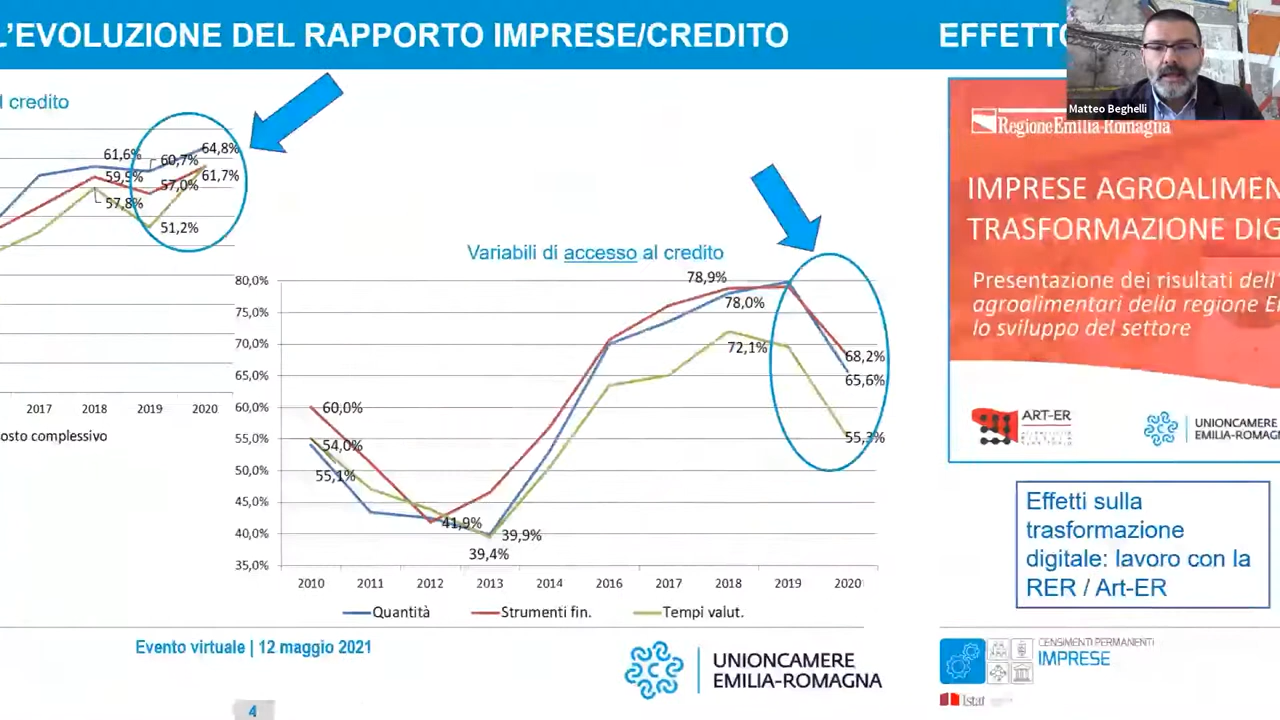 L'EVOLUZIONE DEL RAPPORTO IMPRESE/CREDITO
l credito
61,6%
60,7%
64,8%
59,9%
57,0%
61,7%
57,8%
51,2%
2017 2018 2019 2020
osto complessivo
Variabili di accesso al credito
80,0%
75,0%
70,0%
65,0%
60,0%
55,0%
50,0%
45,0%
40,0%
35,0%
78,9%
78,0%
72,1%
68,2%
65,6%
55,3%
60,0%
54,0%
55,1%
41,9%
39,9%
39,4%
2010 2011 2012 2013 2014 2016 2017 2018 2019 2020
Quantità Strumenti fin. Tempi valut.
Evento virtuale | 12 maggio 2021
UNIONCAMERE
EMILIA-ROMAGNA
4
EFFETTO
Matteo Beghelli
RegioneEmilia-Romagna
IMPRESE AGROALIMEN
TRASFORMAZIONE DIG
Presentazione dei risultati dell'
agroalimentari della regione E
lo sviluppo del settore
ART-ER
UNIONCAMERE
EMILIA-ROMAGNA
Effetti sulla
trasformazione
digitale: lavoro con la
RER / Art-ER
CENSIMENTI PERMANENTI
IMPRESE
Istat